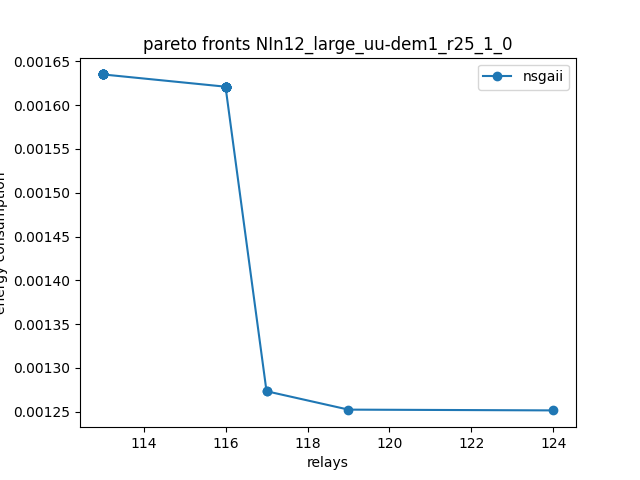 pareto fronts NIn12_large_uu-dem1_r25_1_0
nsgaii
0.00165
0.00160
0.00155
0.00150
0.00145
0.00140
0.00135
0.00130
0.00125
energy consumption
114 116 118 120 122 124
relays